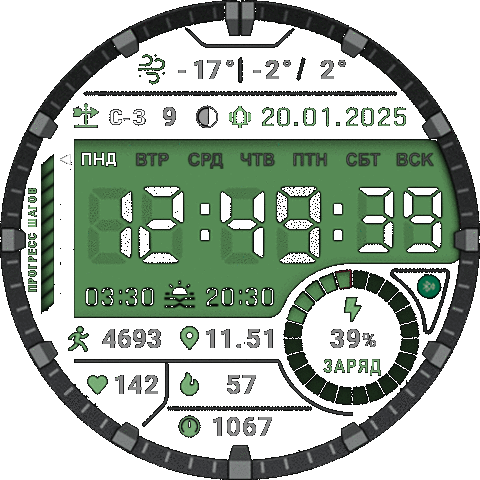 -17°| -2°/ 2°
С-З 9 20.01.2025
ПНД ВТР СРД ЧТВ ПТН СБТ ВСК
12:49:39
ПРОГРЕСС ШАГОВ
03:30 20:30
4693 11.51
39%
ЗАРЯД
142 57
1067